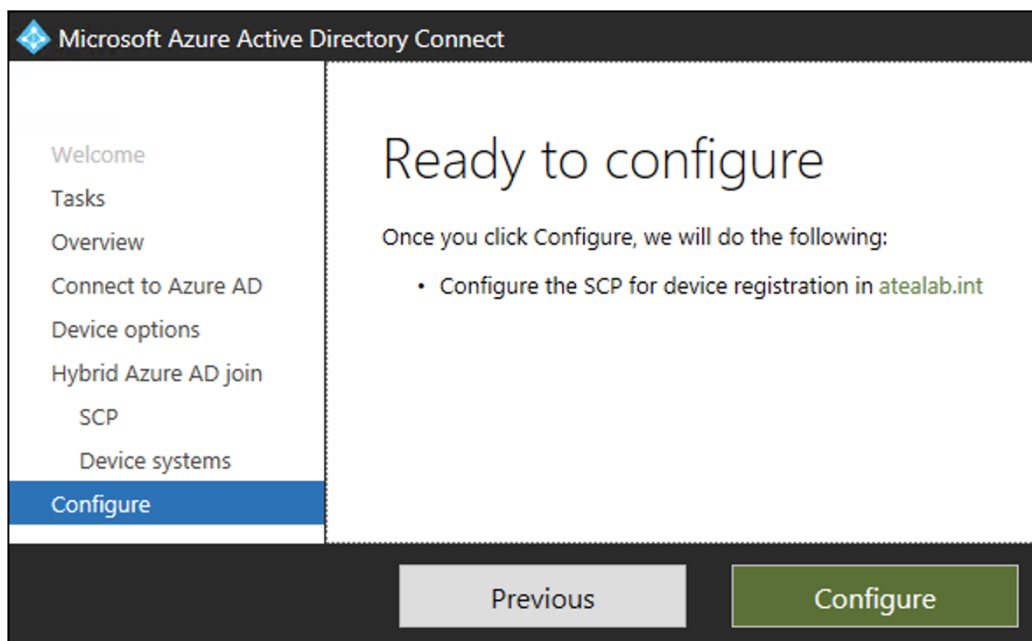 Microsoft Azure Active Directory Connect
Welcome
Tasks
Overview
Connect to Azure AD
Device options
Hybrid Azure AD join
SCP
Device systems
Configure
Ready to configure
Once you click Configure, we will do the following:
• Configure the SCP for device registration in atealab.int
Previous
Configure